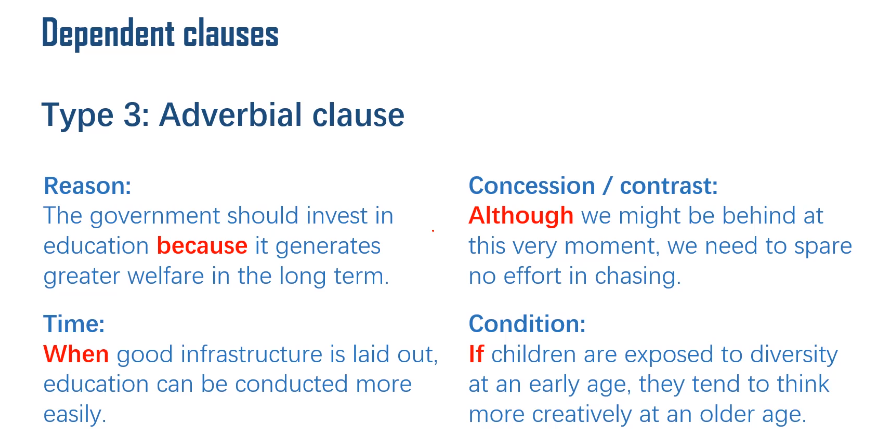 Dependent clauses
Type 3: Adverbial clause
Reason:
The government should invest in
education because it generates
greater welfare in the long term.
Time:
When good infrastructure is laid out,
education can be conducted more
easily.
Concession / contrast:
Although we might be behind at
this very moment, we need to spare
no effort in chasing.
Condition:
If children are exposed to diversity
at an early age, they tend to think
more creatively at an older age.